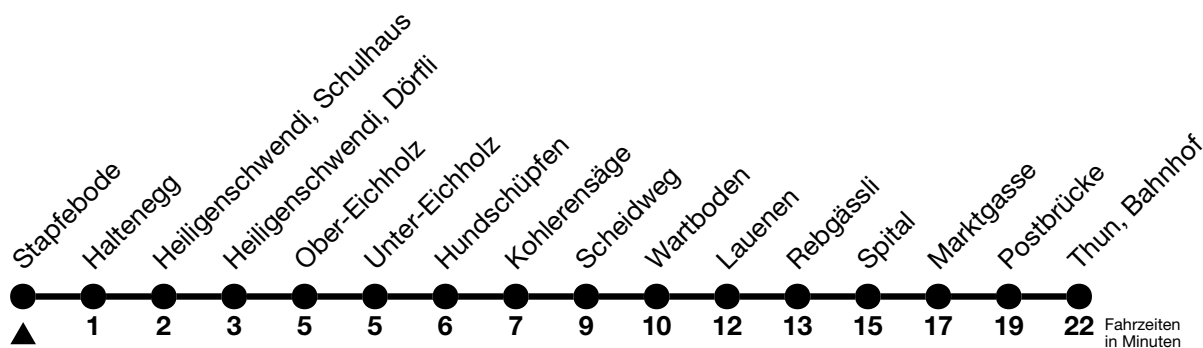 Stapfebode
Haltenegg
Heiligenschwendi, Schulhaus
Heiligenschwendi, Dörfli
Ober-Eichholz
Unter-Eichholz
Hundschüpfen
Kohlerensäge
Scheidweg
Wartboden
Lauenen
Rebgässli
Spital
Marktgasse
Postbrücke
Thun, Bahnhof
1 2 3 5 5 6 7 9 10 12 13 15 17 19 22
Fahrzeiten
in Minuten